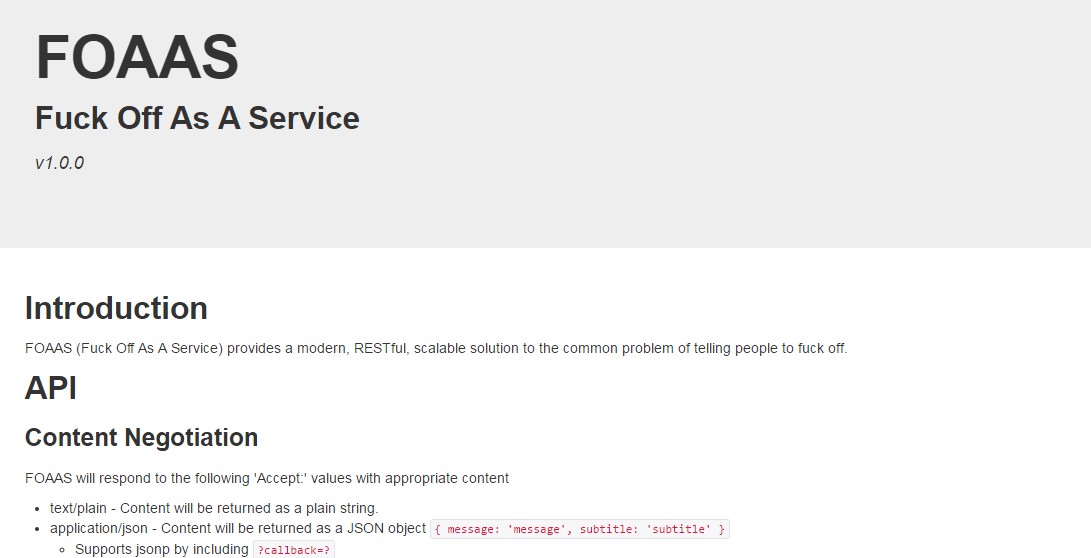 FOAAS
Fuck Off As A Service
v1.0.0
Introduction
FOAAS (Fuck Off As A Service) provides a modern, RESTful, scalable solution to the common problem of telling people to fuck off.
API
Content Negotiation
FOAAS will respond to the following 'Accept:' values with appropriate content
• text/plain - Content will be returned as a plain string.
• application/json - Content will be returned as a JSON object { message: 'message', subtitle: 'subtitle' }
◦ Supports jsonp by including ?callback=?